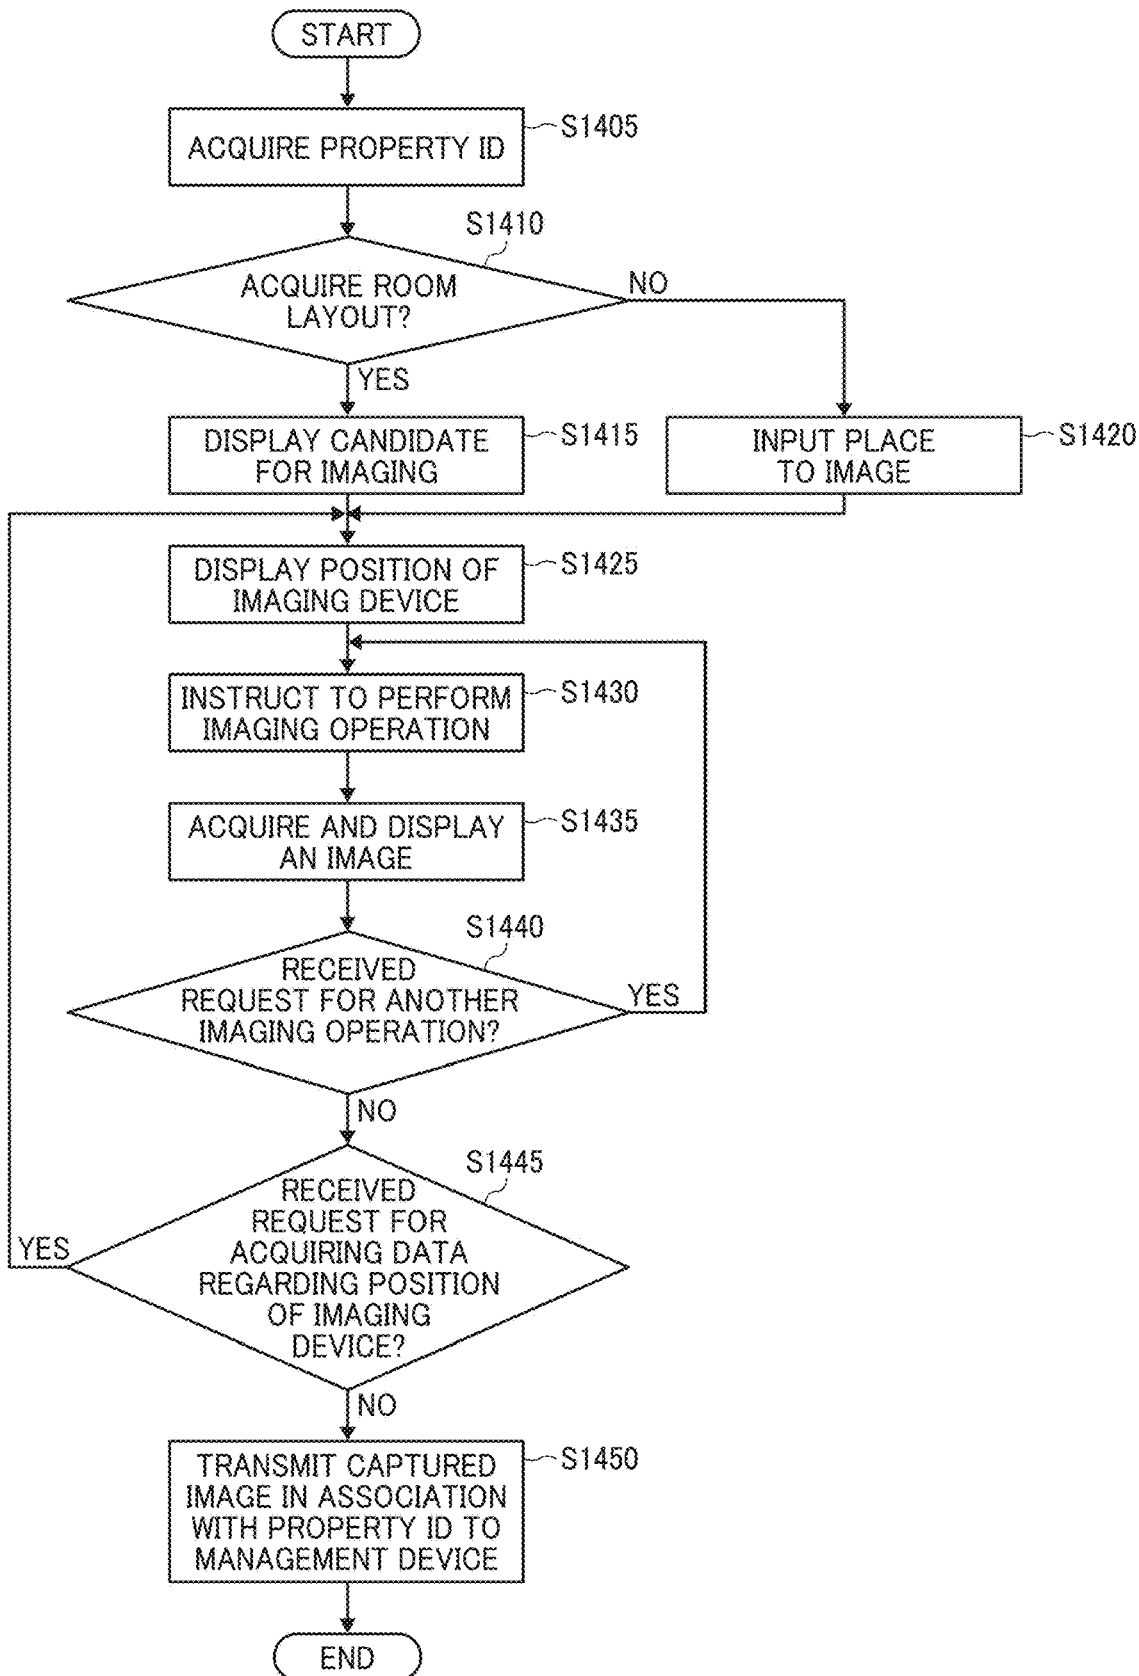 START
ACQUIRE PROPERTY ID
S1405
S1410
ACQUIRE ROOM
LAYOUT?
NO
YES
DISPLAY CANDIDATE
FOR IMAGING
S1415
INPUT PLACE
TO IMAGE
S1420
DISPLAY POSITION OF
IMAGING DEVICE
S1425
INSTRUCT TO PERFORM
IMAGING OPERATION
S1430
ACQUIRE AND DISPLAY
AN IMAGE
S1435
S1440
RECEIVED
REQUEST FOR ANOTHER
IMAGING OPERATION?
YES
NO
S1445
RECEIVED
REQUEST FOR
ACQUIRING DATA
REGARDING POSITION
OF IMAGING
DEVICE?
YES
NO
TRANSMIT CAPTURED
IMAGE IN ASSOCIATION
WITH PROPERTY ID TO
MANAGEMENT DEVICE
S1450
END